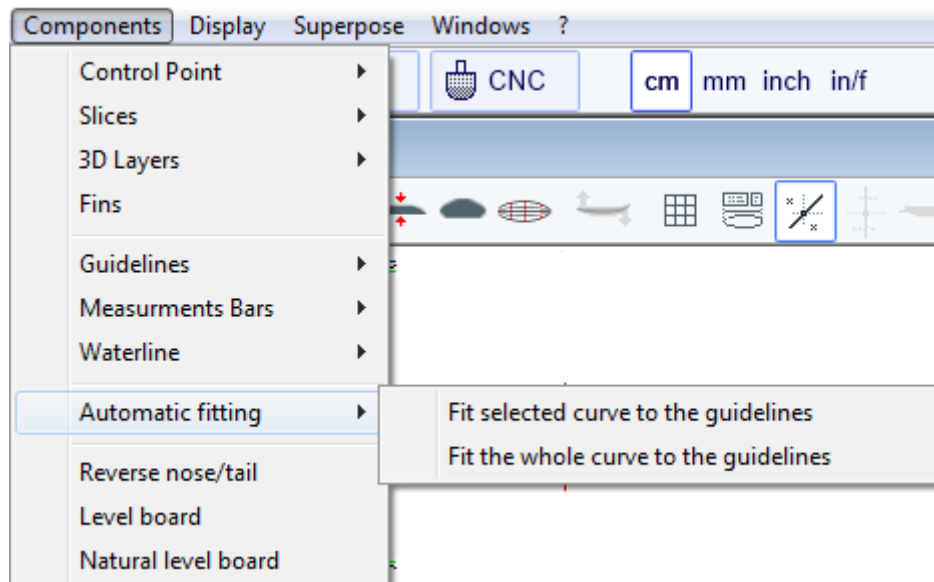 Components Display Superpose Windows ?
Control Point
CNC cm mm inch in/f
Slices
3D Layers
Fins
Guidelines
Measurments Bars
Waterline
Automatic fitting
Fit selected curve to the guidelines
Fit the whole curve to the guidelines
Reverse nose/tail
Level board
Natural level board